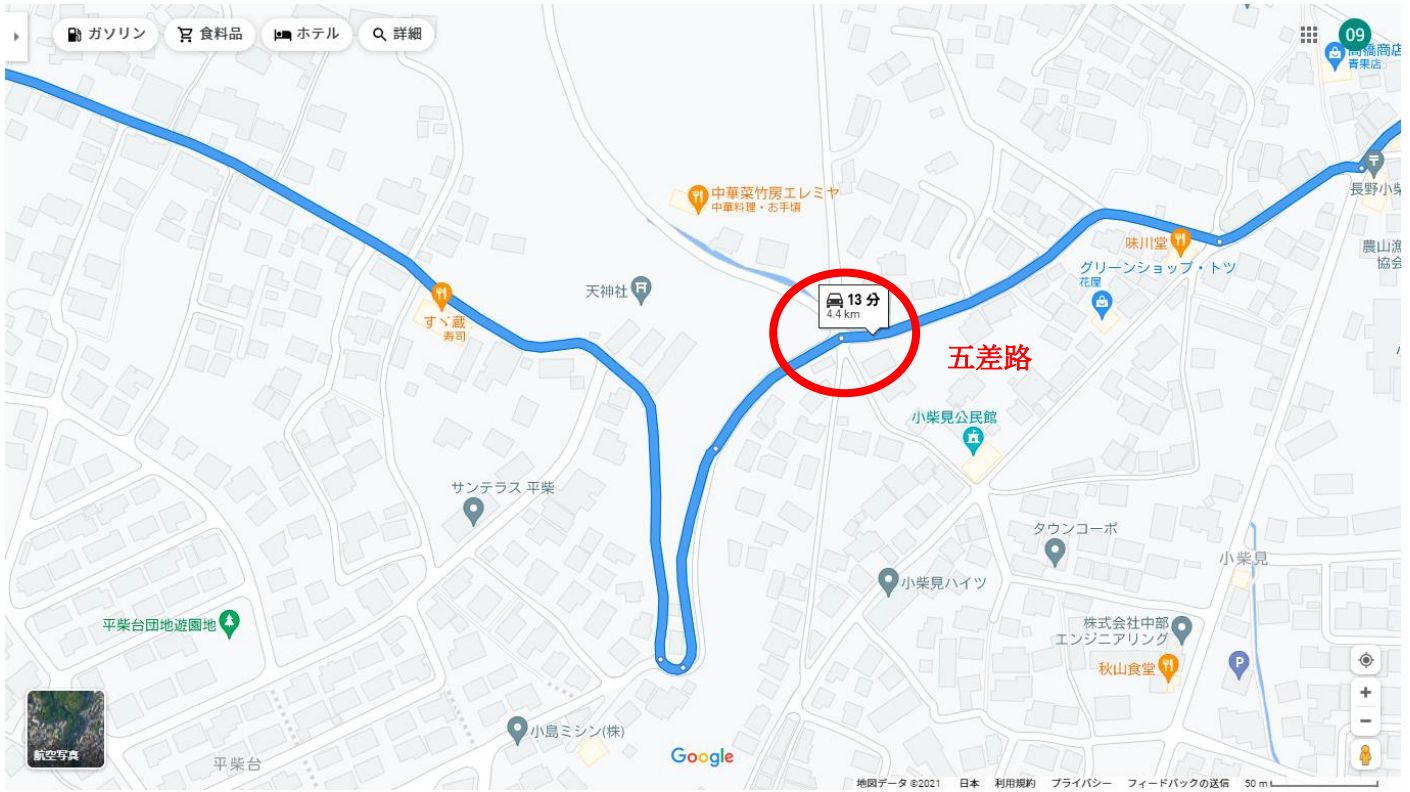 ガソリン
食料品
ホテル
詳細
09
高橋商店
青果店
長野小柴
中華菜竹房エレミヤ
中華料理・お手頃
味川堂
農山漁
協会
グリーンショップ・トツ
花屋
天神社
13 分
4.4 km
すゞ蔵
寿司
五差路
小柴見公民館
サンテラス 平柴
タウンコーポ
小柴見
小柴見ハイツ
平柴台団地遊園地
株式会社中部
エンジニアリング
秋山食堂
P
小島ミシン(株)
航空写真
平柴台
Google
地図データ ©2021 日本 利用規約 プライバシー フィードバックの送信 50 m